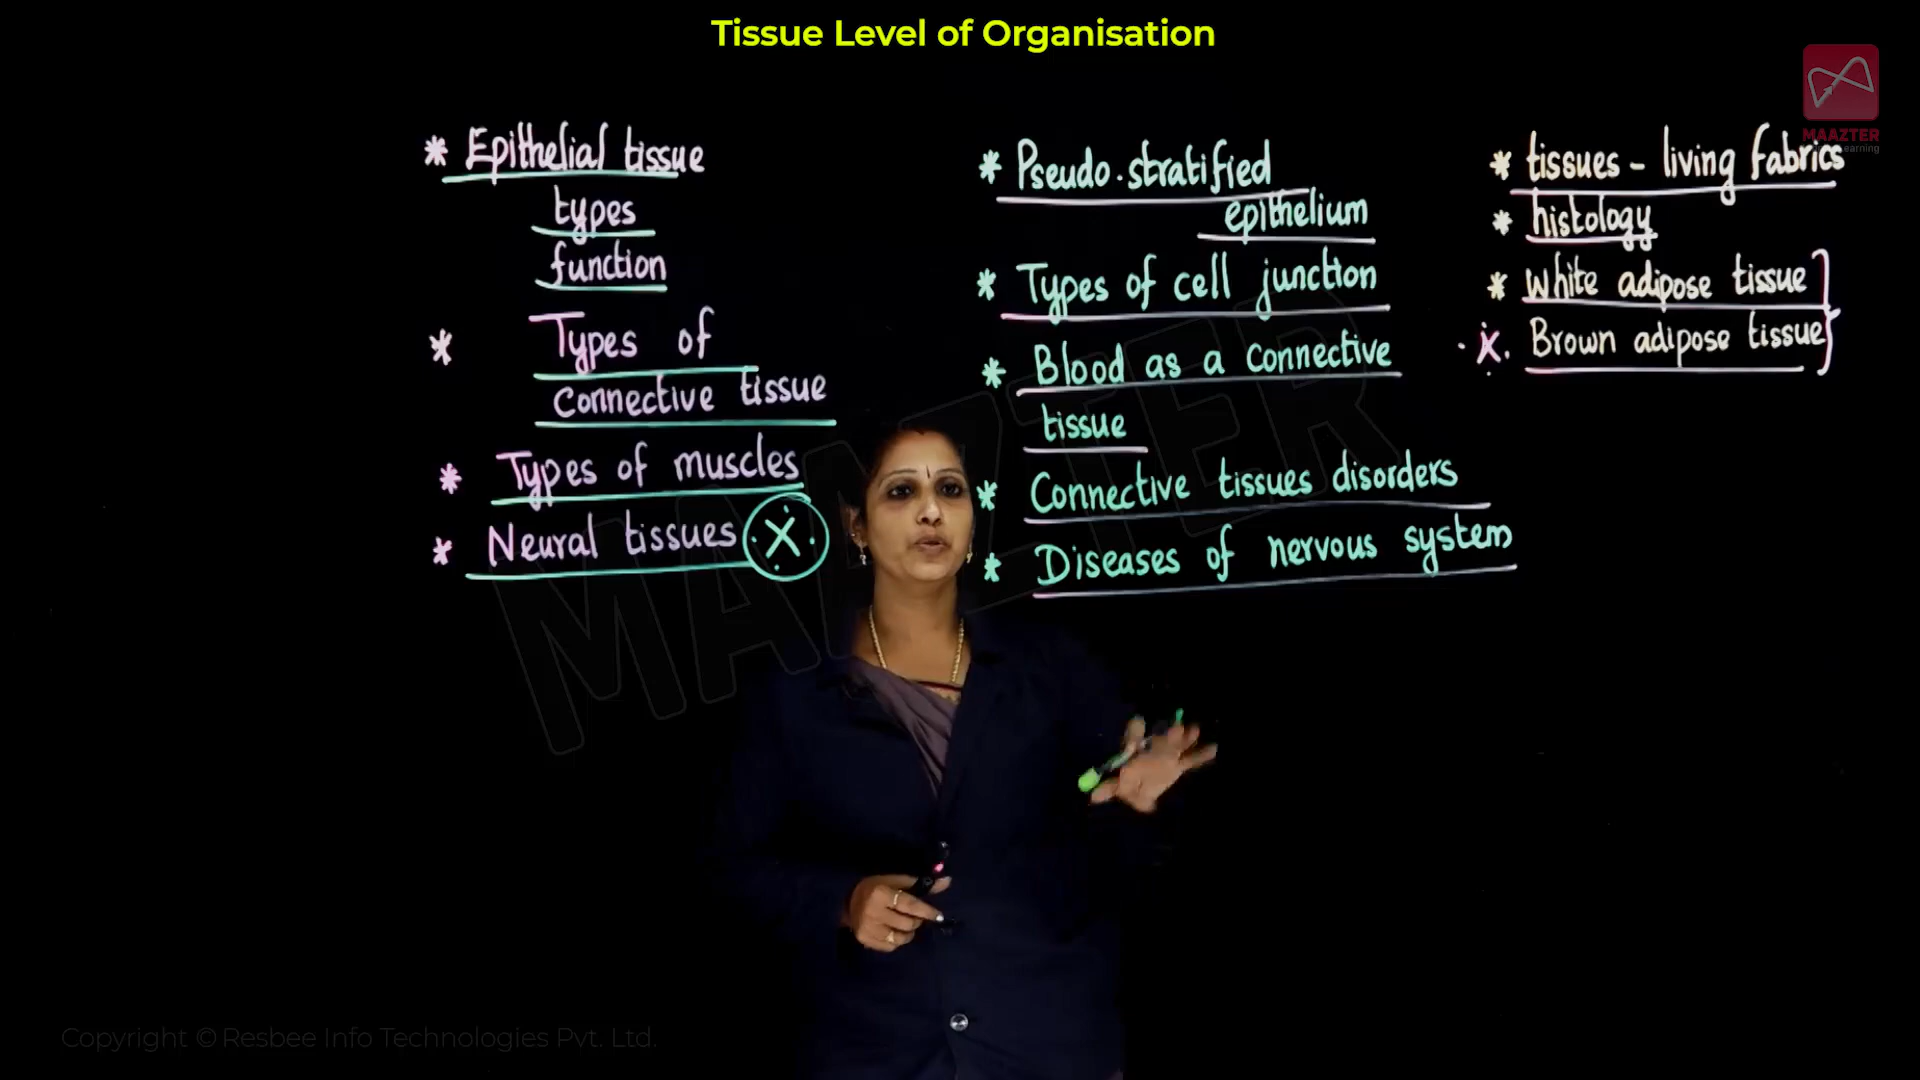 Tissue Level of Organisation
MAAZTER
* Epithelial tissue
types
function
* Types of
connective tissue
* Types of muscles
* Neural tissues X
* Pseudo.stratified
epithelium
* Types of cell junction
* Blood as a connective
tissue
* Connective tissues disorders
* Diseases of nervous system
* tissues - living fabrics
* histology
* White adipose tissue
* Brown adipose tissue
MAAZTER
Copyright © Resbee Info Technologies Pvt. Ltd.